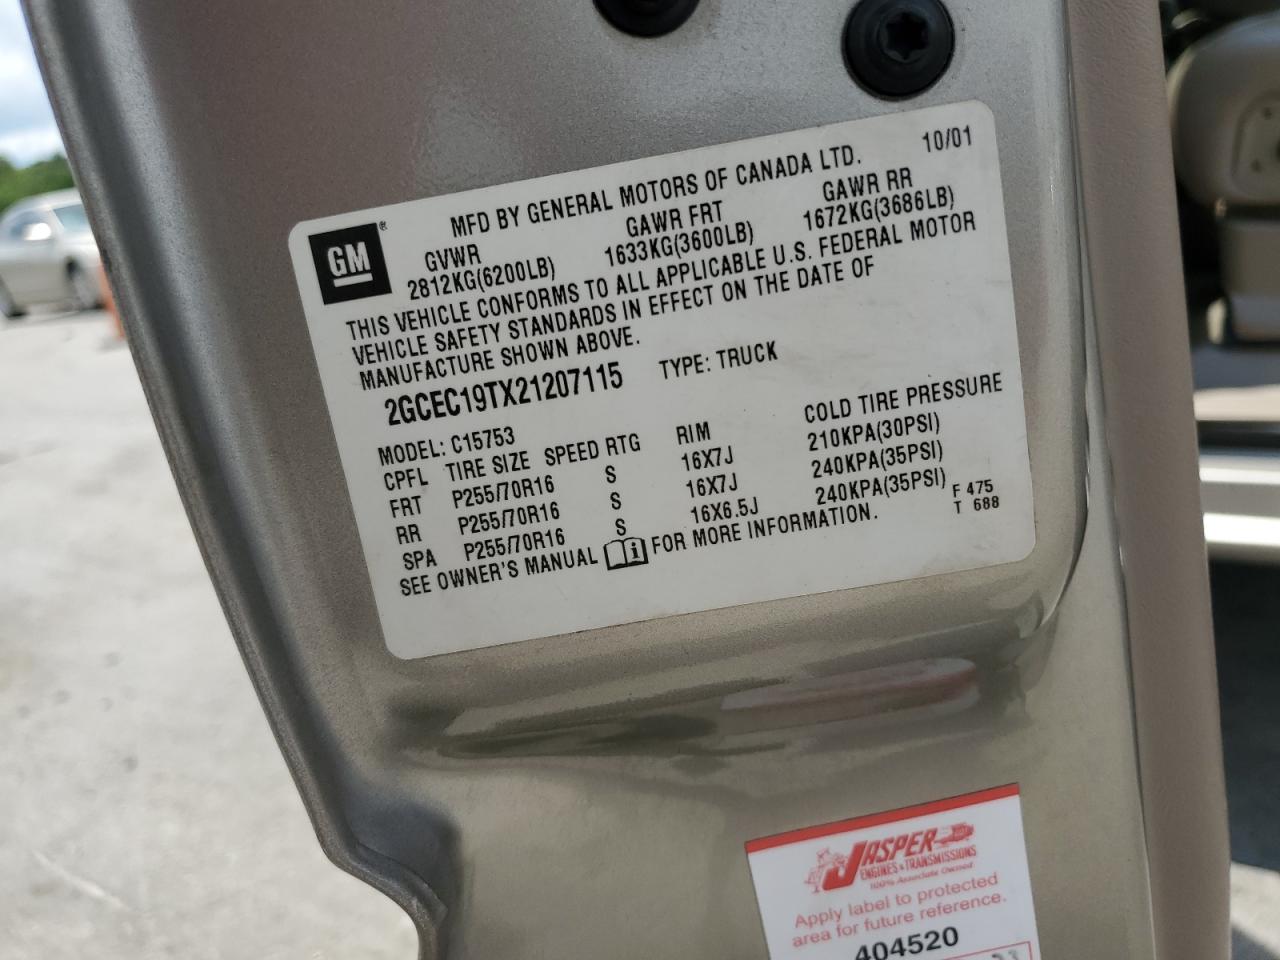 GM®
MFD BY GENERAL MOTORS OF CANADA LTD. 10/01
GVWR GAWR FRT GAWR RR
2812KG(6200LB) 1633KG(3600LB) 1672KG(3686LB)
THIS VEHICLE CONFORMS TO ALL APPLICABLE U.S. FEDERAL MOTOR
VEHICLE SAFETY STANDARDS IN EFFECT ON THE DATE OF
MANUFACTURE SHOWN ABOVE.
2GCEC19TX21207115 TYPE: TRUCK
MODEL: C15753
CPFL TIRE SIZE SPEED RTG RIM COLD TIRE PRESSURE
FRT P255/70R16 S 16X7J 210KPA(30PSI)
RR P255/70R16 S 16X7J 240KPA(35PSI)
SPA P255/70R16 S 16X6.5J 240KPA(35PSI)
SEE OWNER'S MANUAL i FOR MORE INFORMATION.
F 475
T 688
JASPER
ENGINES & TRANSMISSIONS
100% Associate Owned
Apply label to protected
area for future reference.
404520